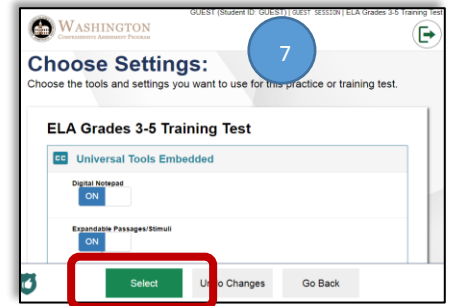 GUEST (Student ID: GUEST) | GUEST SESSION | ELA Grades 3-5 Training Test
WASHINGTON
COMPREHENSIVE ASSESSMENT PROGRAM
7
Choose Settings:
Choose the tools and settings you want to use for this practice or training test.
ELA Grades 3-5 Training Test
CC Universal Tools Embedded
Digital Notepad
ON
Expandable Passages/Stimuli
ON
Select Undo Changes Go Back